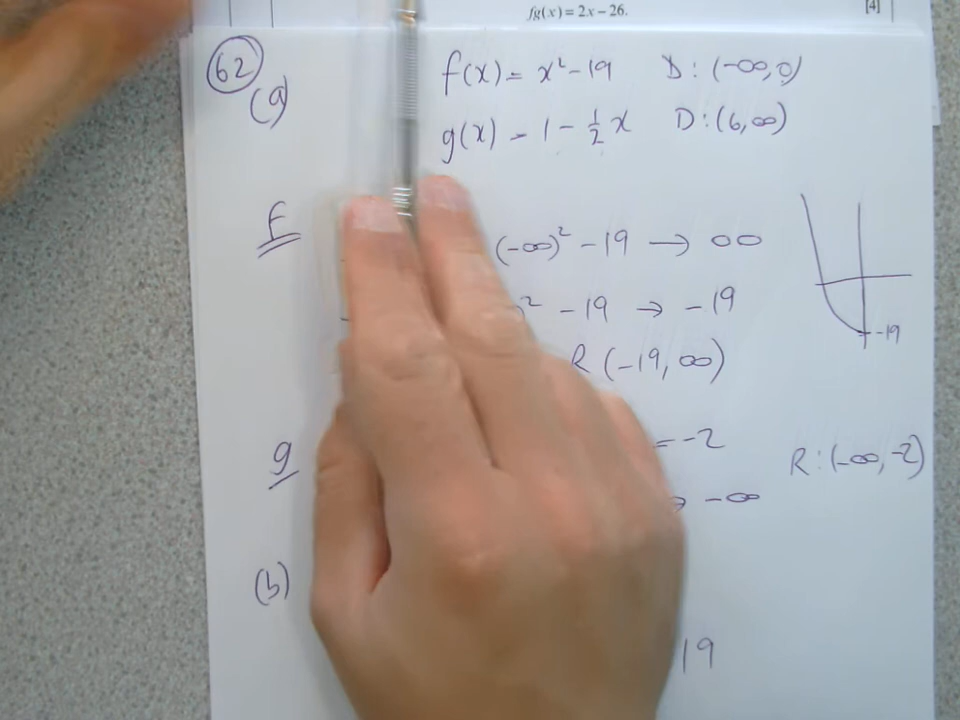 fg(x) = 2x − 26.
[4]
62
(a)
f(x) = x² − 19 D: (−∞, 0)
g(x) = 1 − ½x D: (6, ∞)
f
(−∞)² − 19 → ∞
)² − 19 → −19
−19
R (−19, ∞)
g
= −2
R: (−∞, −2)
→ −∞
(b)
19